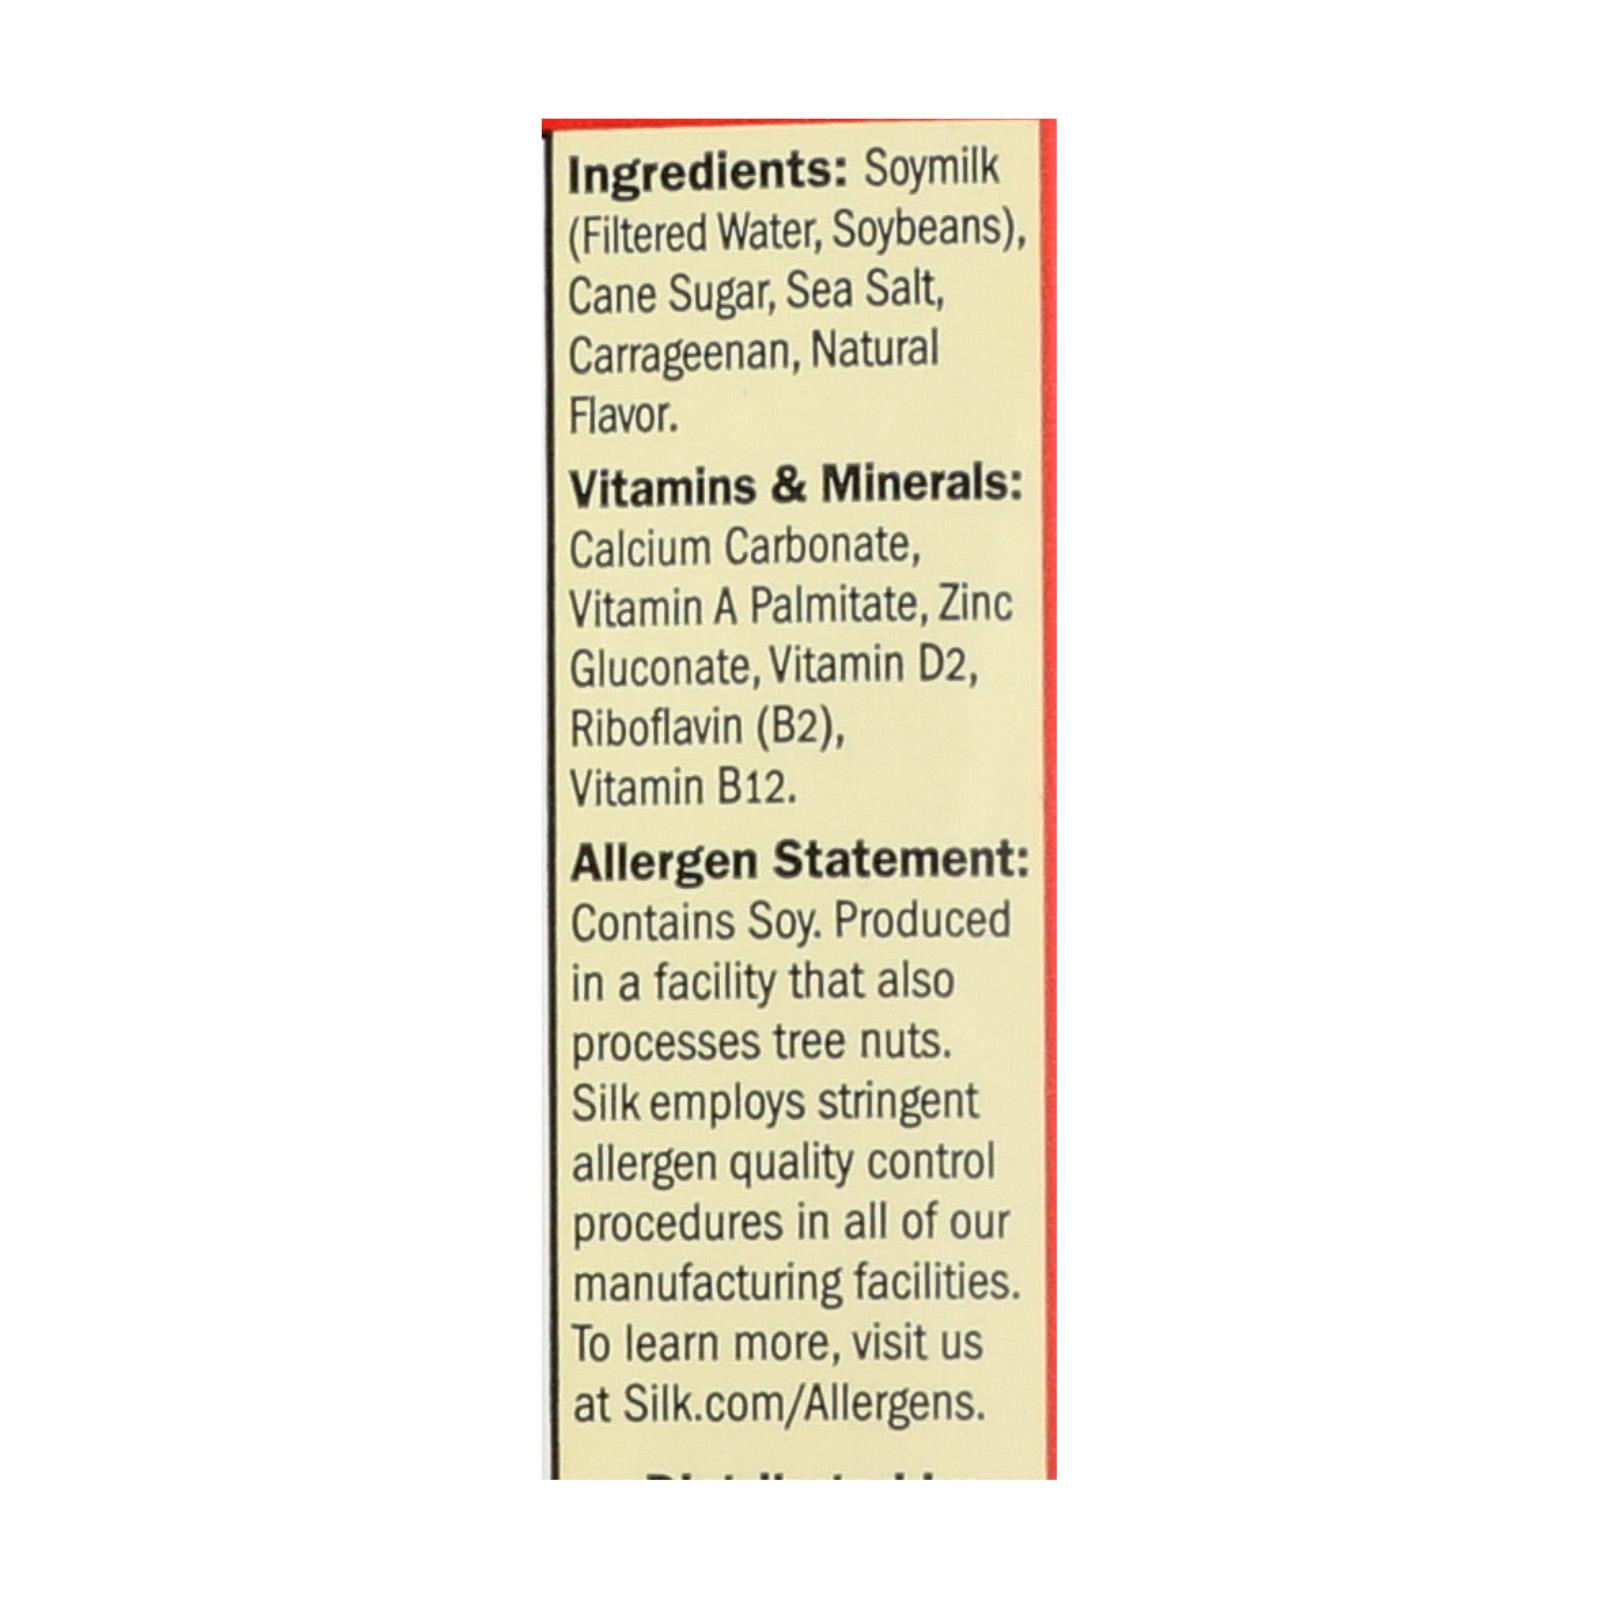 Ingredients: Soymilk
(Filtered Water, Soybeans),
Cane Sugar, Sea Salt,
Carrageenan, Natural
Flavor.
Vitamins & Minerals:
Calcium Carbonate,
Vitamin A Palmitate, Zinc
Gluconate, Vitamin D2,
Riboflavin (B2),
Vitamin B12.
Allergen Statement:
Contains Soy. Produced
in a facility that also
processes tree nuts.
Silk employs stringent
allergen quality control
procedures in all of our
manufacturing facilities.
To learn more, visit us
at Silk.com/Allergens.